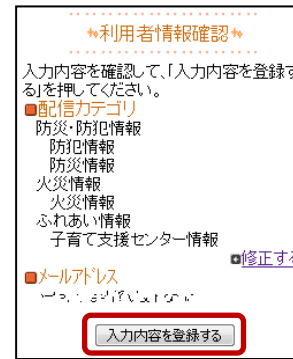 利用者情報確認
入力内容を確認して、「入力内容を登録す
る」を押してください。
■配信カテゴリ
防災・防犯情報
防犯情報
防災情報
火災情報
火災情報
ふれあい情報
子育て支援センター情報
修正する
■メールアドレス
入力内容を登録する